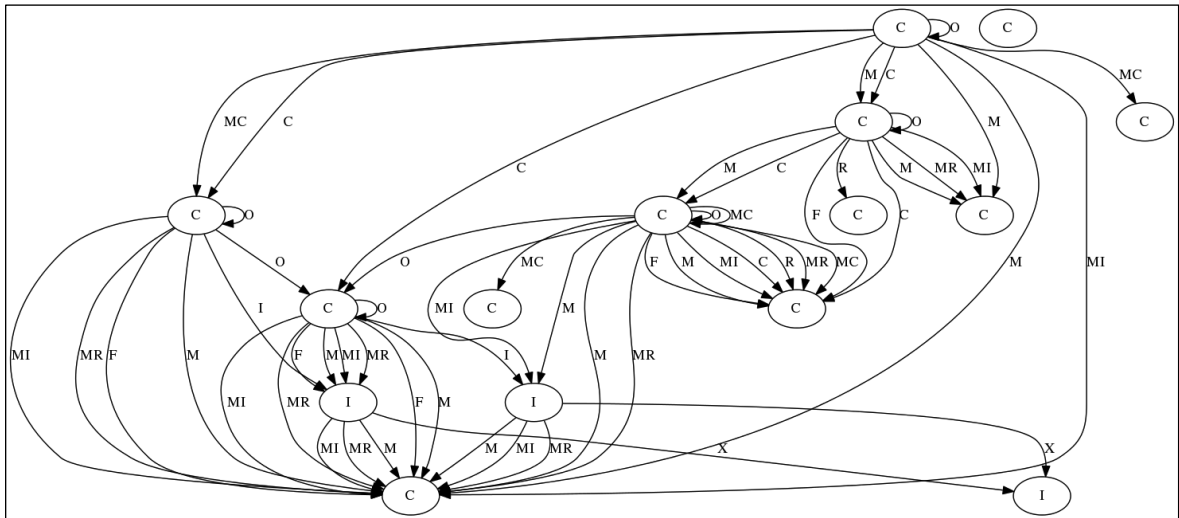 C O C
M C MC
MC C C O C
C M
M C R M MR MI
C O C O MC F C C C
O O MC
C O MI C F M MI C R MR MC C
I M
MI MR F M F M MI MR I M MR M MI
MI MR F M
I I
MI MR M M MI MR X X
C I